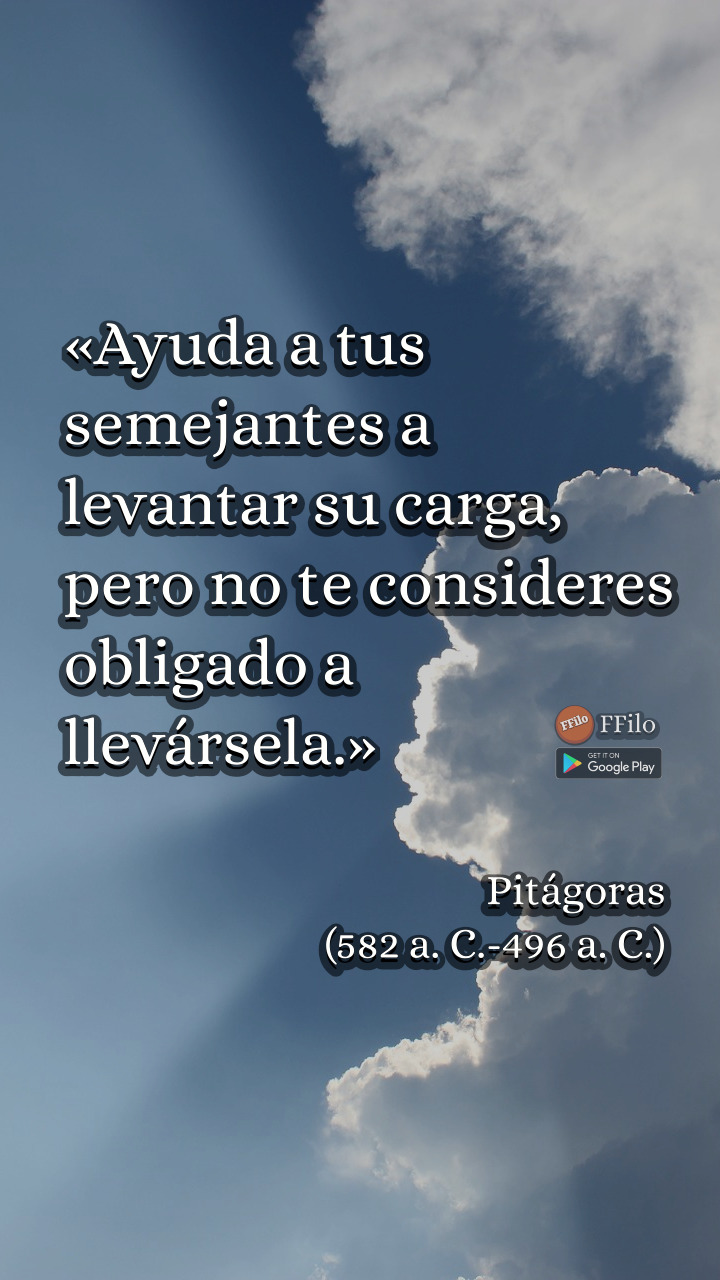 «Ayuda a tus
semejantes a
levantar su carga,
pero no te consideres
obligado a
llevársela.»
FFilo FFilo
GET IT ON
Google Play
Pitágoras
(582 a. C.-496 a. C.)